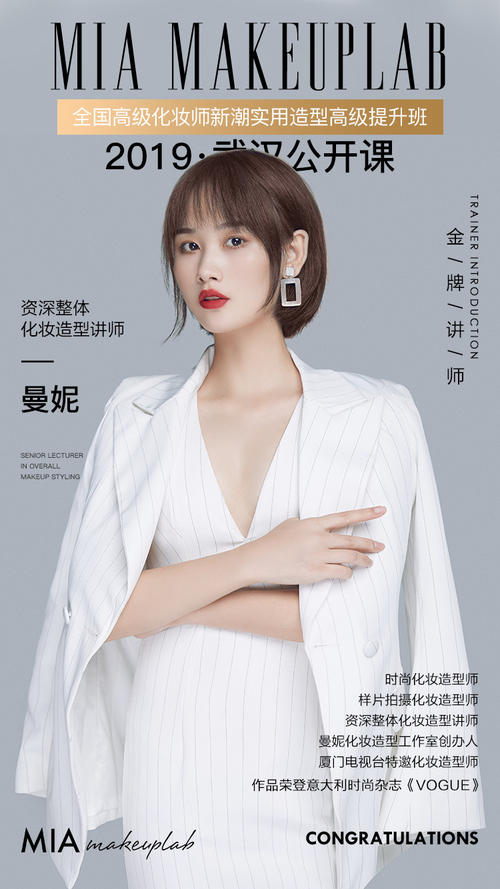 MIA MAKEUPLAB
全国高级化妆师新潮实用造型高级提升班
2019·武汉公开课
TRAINER INTRODUCTION
金/牌/讲/师
资深整体
化妆造型讲师
曼妮
SENIOR LECTURER
IN OVERALL
MAKEUP STYLING
时尚化妆造型师
样片拍摄化妆造型师
资深整体化妆造型讲师
曼妮化妆造型工作室创办人
厦门电视台特邀化妆造型师
作品荣登意大利时尚杂志《VOGUE》
MIA makeuplab
CONGRATULATIONS